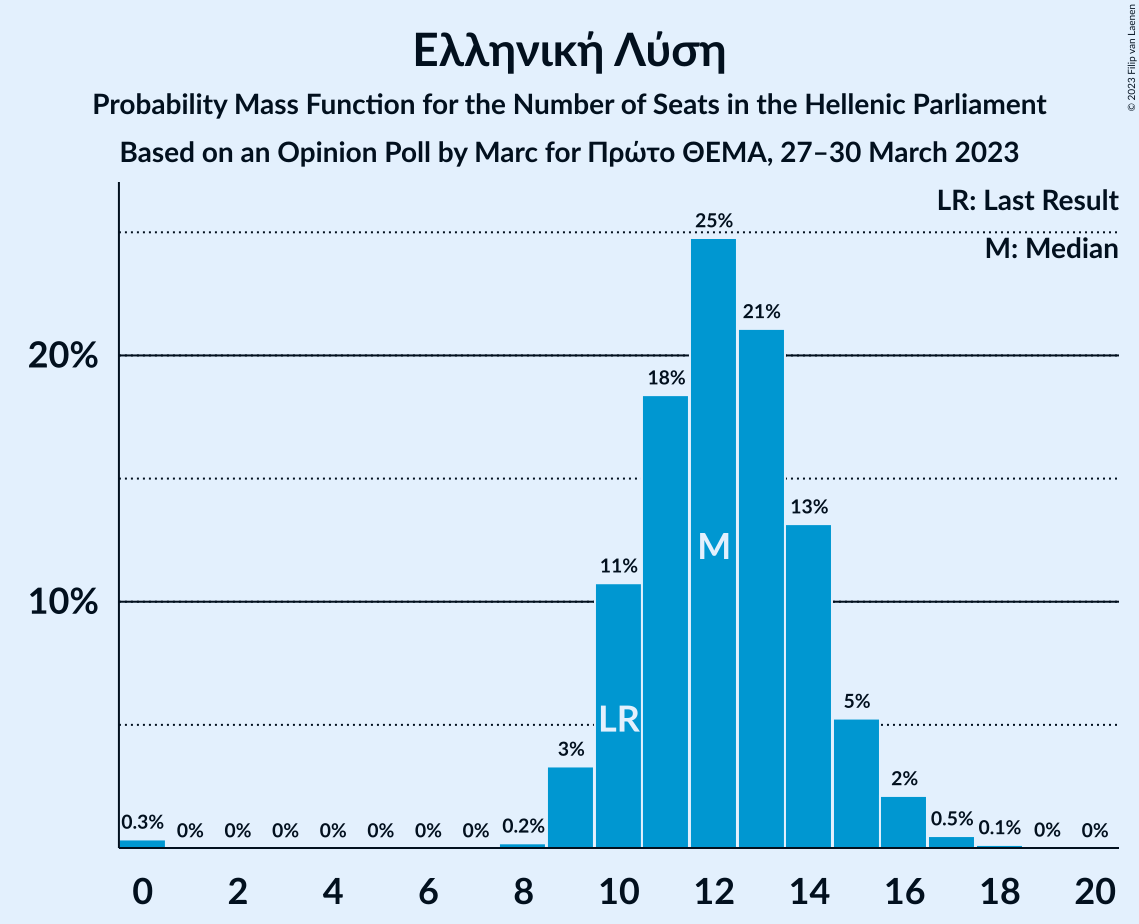 Ελληνική Λύση
Probability Mass Function for the Number of Seats in the Hellenic Parliament
Based on an Opinion Poll by Marc for Πρώτο ΘΕΜΑ, 27–30 March 2023
© 2023 Filip van Laenen
LR: Last Result
M: Median
20%
10%
0.3% 0% 0% 0% 0% 0% 0% 0% 0.2% 3% 11% 18% 25% 21% 13% 5% 2% 0.5% 0.1% 0% 0%
LR
M
0 2 4 6 8 10 12 14 16 18 20